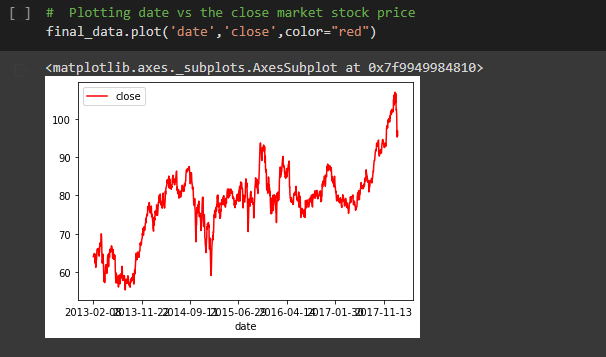 [ ] #  Plotting date vs the close market stock price
final_data.plot('date','close',color="red")
<matplotlib.axes._subplots.AxesSubplot at 0x7f9949984810>
close
100
90
80
70
60
2013-02-08 2013-11-22 2014-09-11 2015-06-29 2016-04-14 2017-01-30 2017-11-13
date